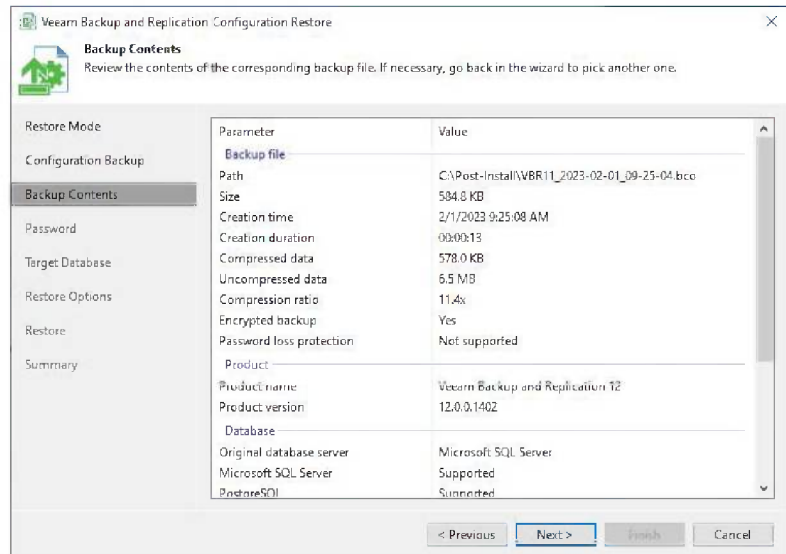 Veeam Backup and Replication Configuration Restore
Backup Contents
Review the contents of the corresponding backup file. If necessary, go back in the wizard to pick another one.
Restore Mode
Configuration Backup
Backup Contents
Password
Target Database
Restore Options
Restore
Summary
Parameter Value
Backup file
Path C:\Post-Install\VBR11_2023-02-01_09-25-04.bco
Size 584.8 KB
Creation time 2/1/2023 9:25:08 AM
Creation duration 00:00:13
Compressed data 578.0 KB
Uncompressed data 6.5 MB
Compression ratio 11.4x
Encrypted backup Yes
Password loss protection Not supported
Product
Product name Veeam Backup and Replication 12
Product version 12.0.0.1402
Database
Original database server Microsoft SQL Server
Microsoft SQL Server Supported
PostgreSQL Supported
< Previous Next > Finish Cancel